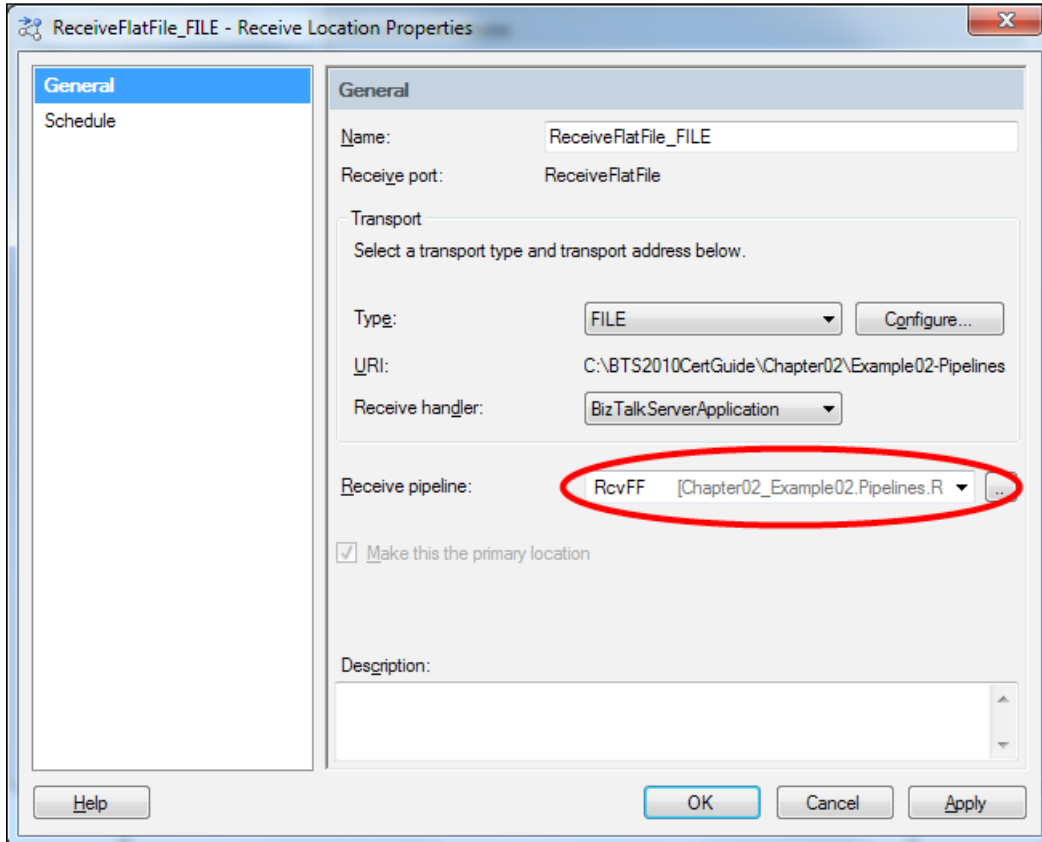 ReceiveFlatFile_FILE - Receive Location Properties
General
Schedule
General
Name: ReceiveFlatFile_FILE
Receive port: ReceiveFlatFile
Transport
Select a transport type and transport address below.
Type: FILE Configure...
URI: C:\BTS2010CertGuide\Chapter02\Example02-Pipelines
Receive handler: BizTalkServerApplication
Receive pipeline: RcvFF [Chapter02_Example02.Pipelines.R ..
Make this the primary location
Description:
Help OK Cancel Apply